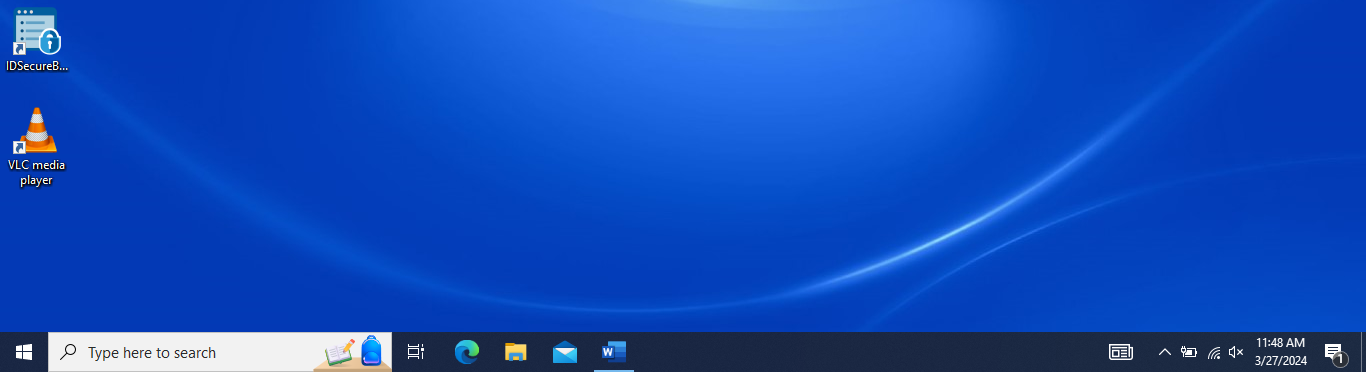 IDSecureB...
VLC media
player
Type here to search
W
11:48 AM
3/27/2024
1